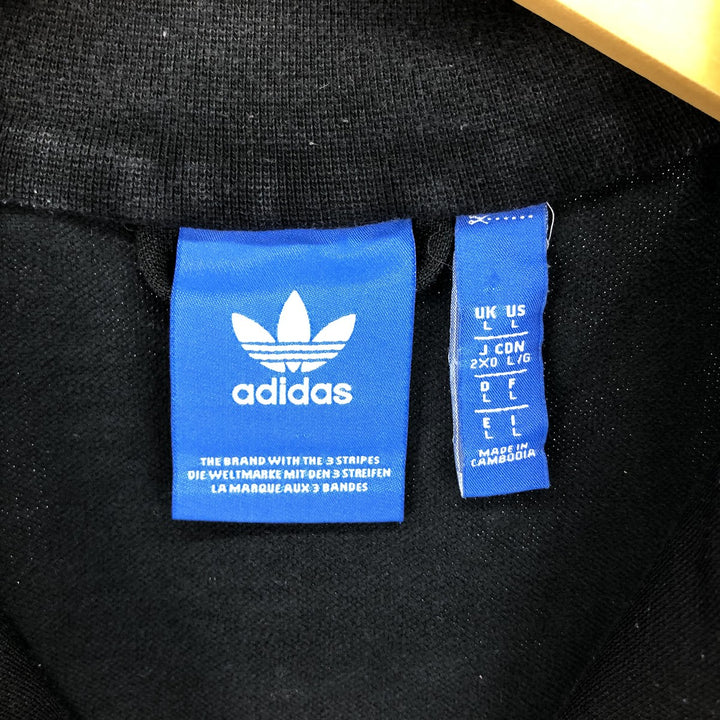 adidas
THE BRAND WITH THE 3 STRIPES
DIE WELTMARKE MIT DEN 3 STREIFEN
LA MARQUE AUX 3 BANDES
UK US
L L
J CDN
2XO L/G
D F
L L
E I
L L
MADE IN
CAMBODIA